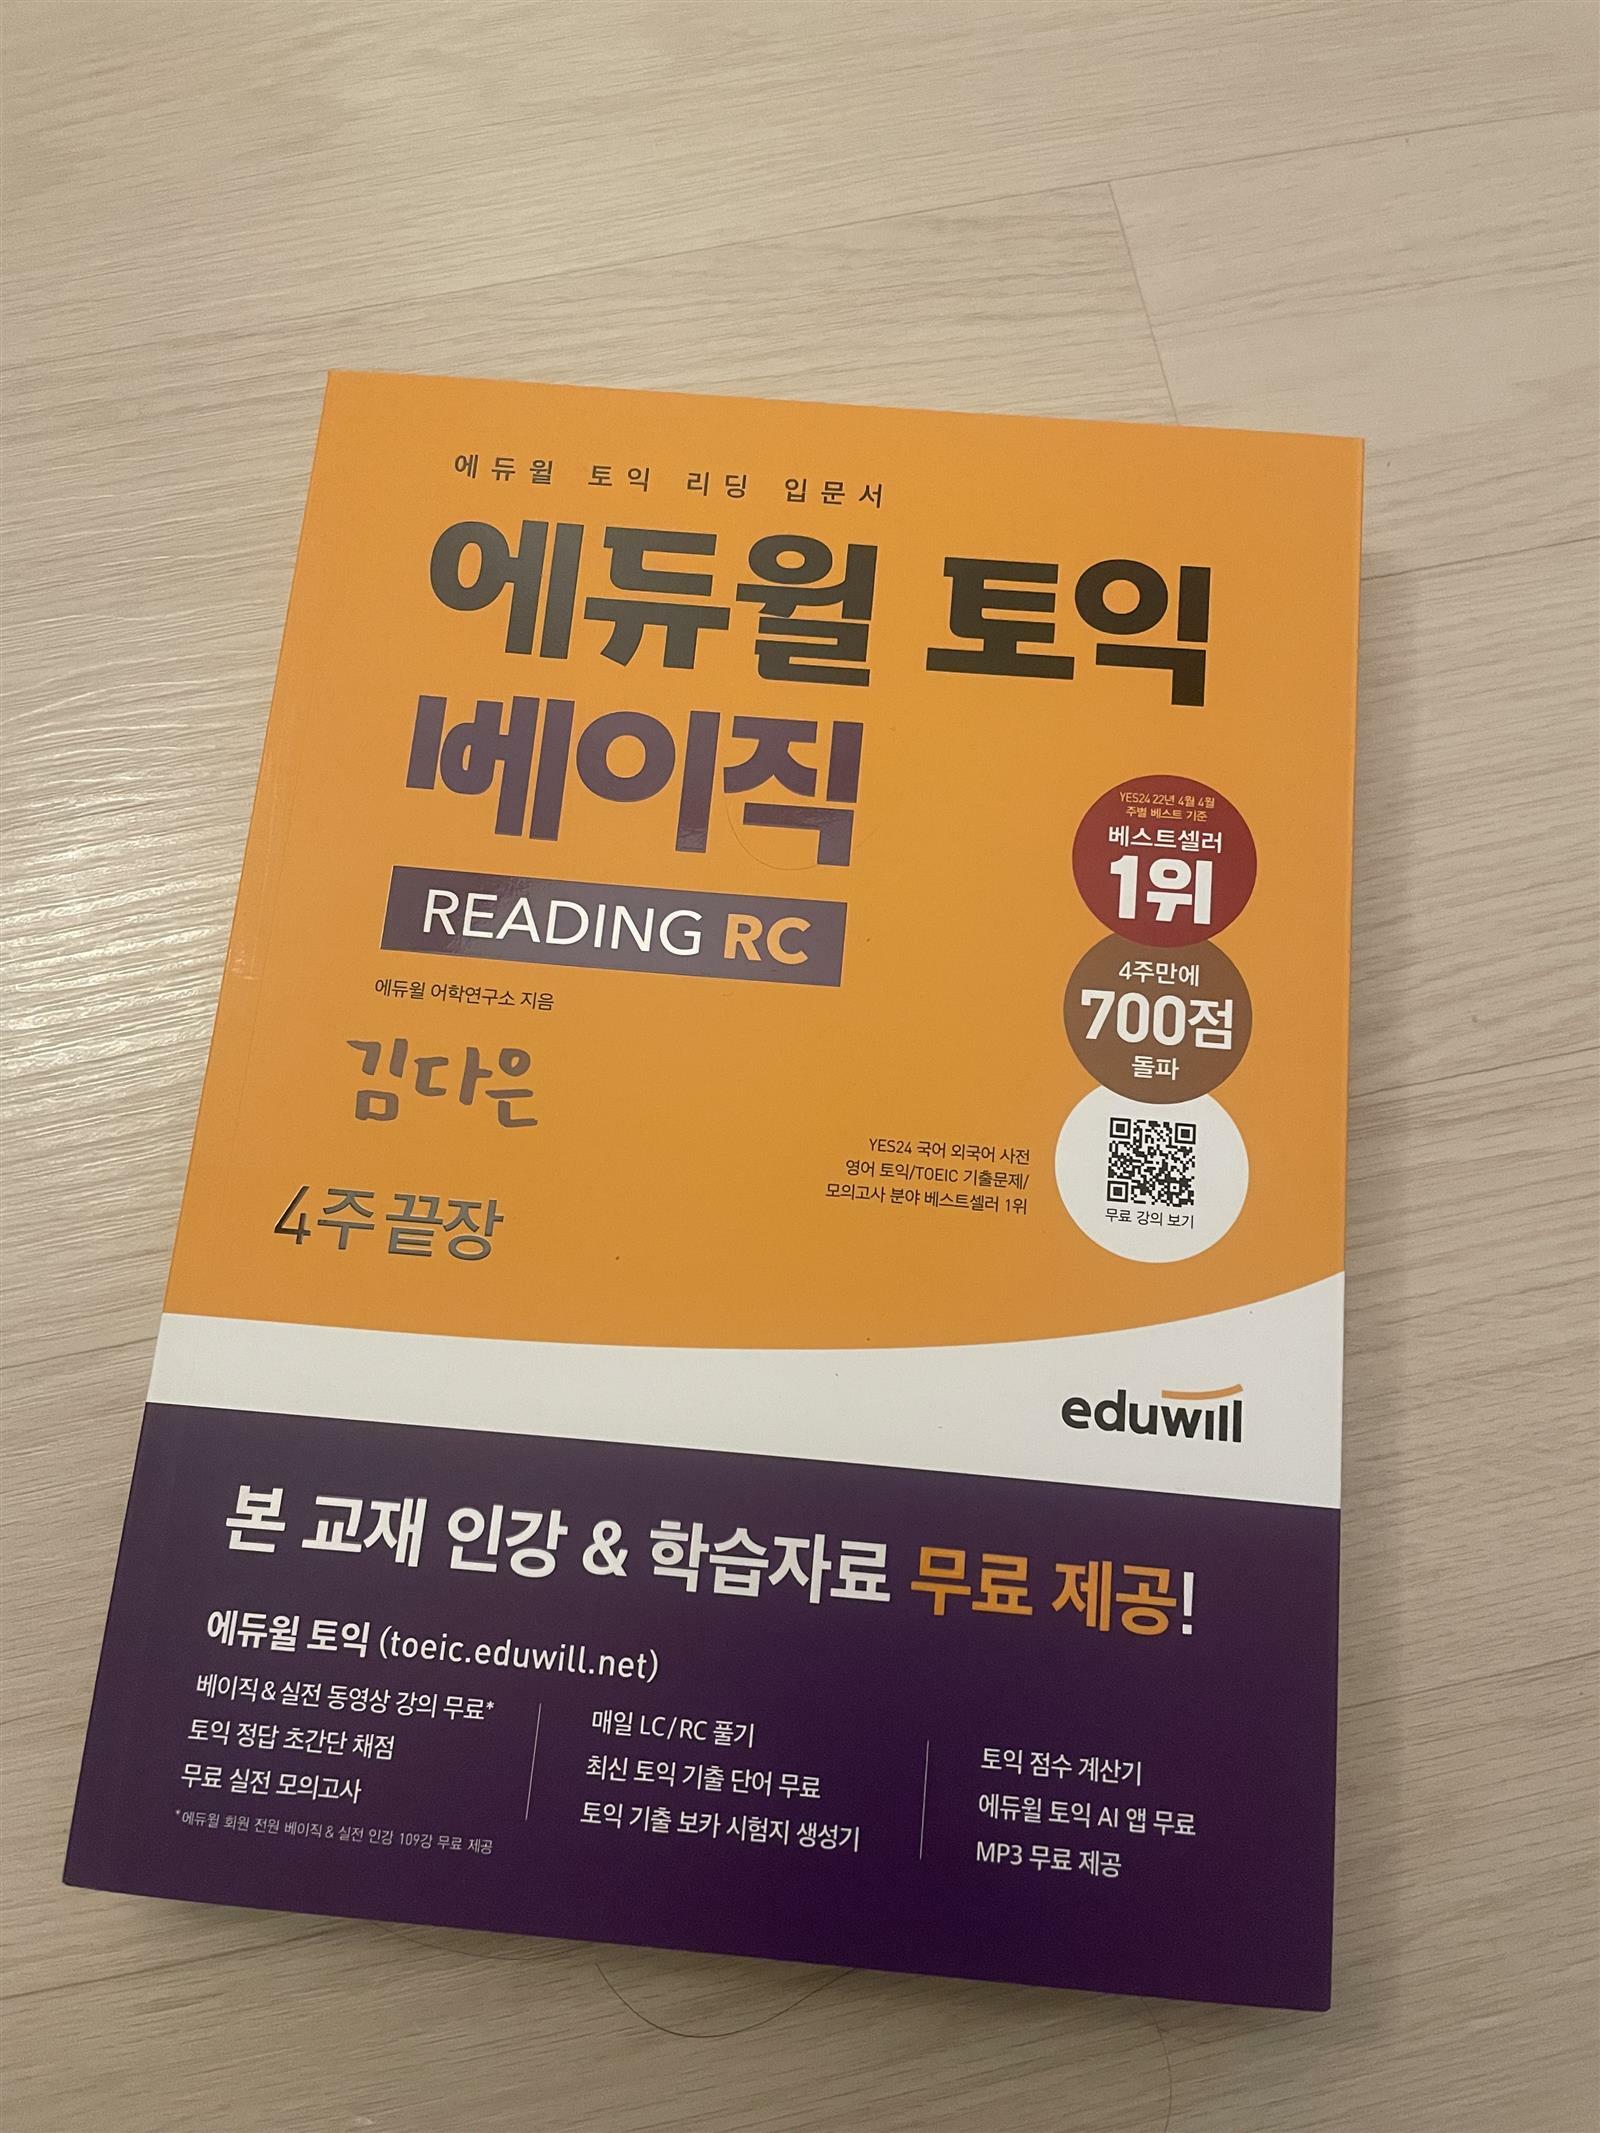 에듀윌 토익 리딩 입문서
에듀윌 토익
베이직
READING RC
에듀윌 어학연구소 지음
김다은
4주끝장
YES24 22년 4월 4월
주별 베스트 기준
베스트셀러
1위
4주만에
700점
돌파
YES24 국어 외국어 사전
영어 토익/TOEIC 기출문제/
모의고사 분야 베스트셀러 1위
무료 강의 보기
eduwill
본 교재 인강 & 학습자료 무료 제공!
에듀윌 토익 (toeic.eduwill.net)
베이직&실전 동영상 강의 무료*
토익 정답 초간단 채점
무료 실전 모의고사
*에듀윌 회원 전원 베이직 & 실전 인강 109강 무료 제공
매일 LC/RC 풀기
최신 토익 기출 단어 무료
토익 기출 보카 시험지 생성기
토익 점수 계산기
에듀윌 토익 AI 앱 무료
MP3 무료 제공